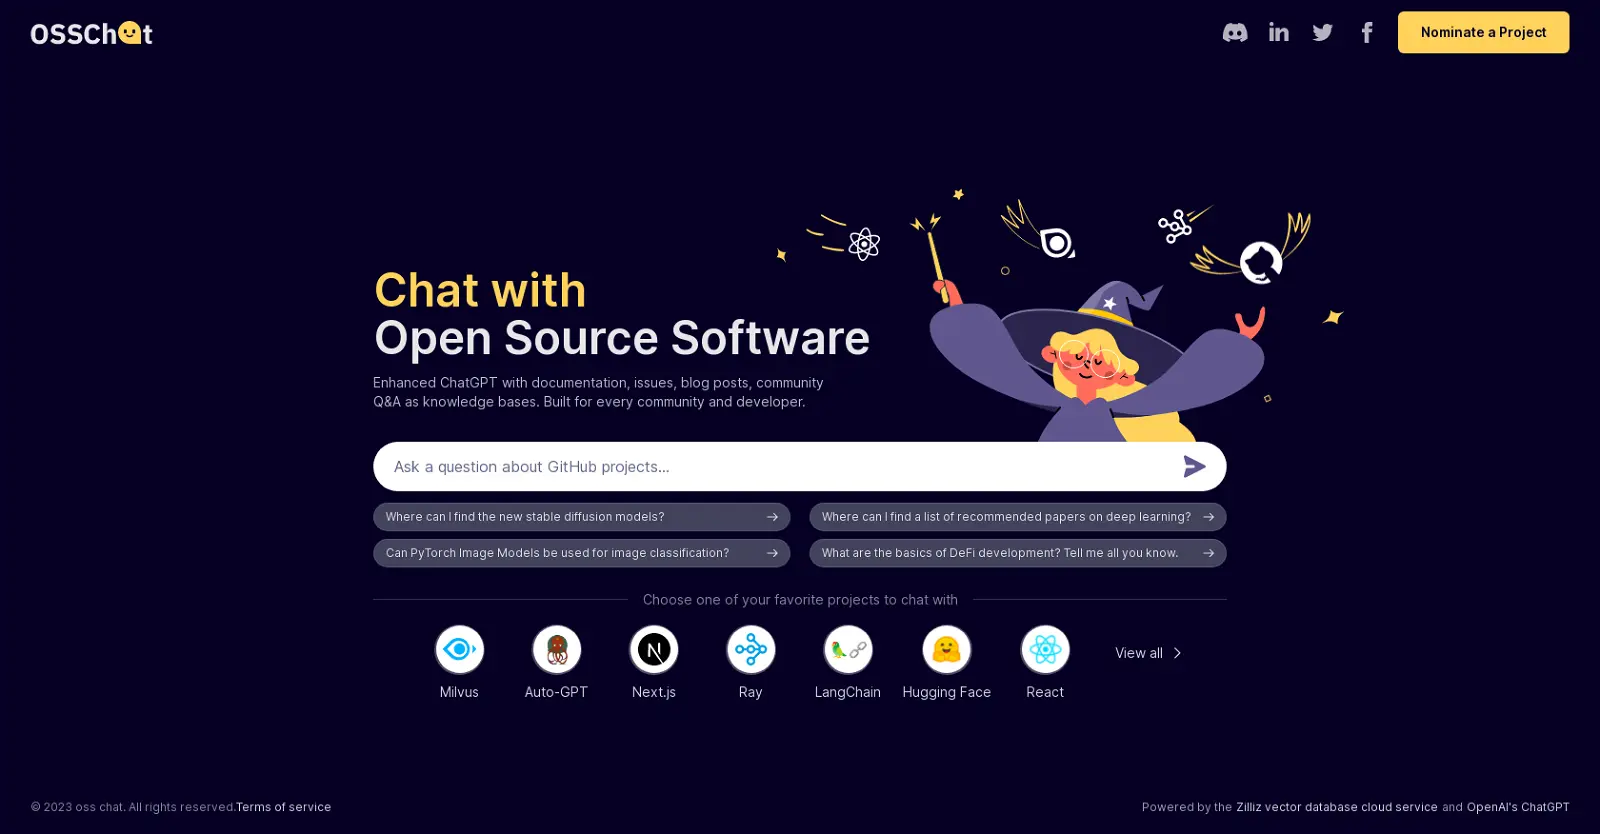 OSSChat
Nominate a Project
Chat with
Open Source Software
Enhanced ChatGPT with documentation, issues, blog posts, community
Q&A as knowledge bases. Built for every community and developer.
Ask a question about GitHub projects...
Where can I find the new stable diffusion models?
Where can I find a list of recommended papers on deep learning?
Can PyTorch Image Models be used for image classification?
What are the basics of DeFi development? Tell me all you know.
Choose one of your favorite projects to chat with
View all
Milvus
Auto-GPT
Next.js
Ray
LangChain
Hugging Face
React
© 2023 oss chat. All rights reserved.Terms of service
Powered by the Zilliz vector database cloud service and OpenAI's ChatGPT